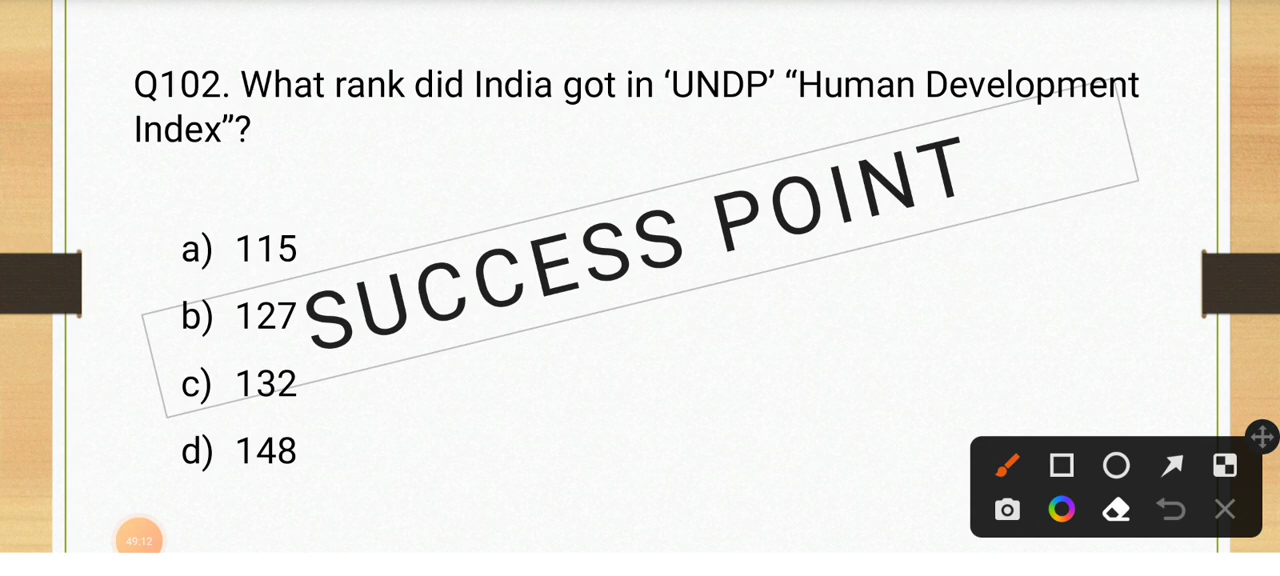 Q102. What rank did India got in ‘UNDP’ “Human Development
Index”?
a) 115
b) 127
c) 132
d) 148
SUCCESS POINT
49:12